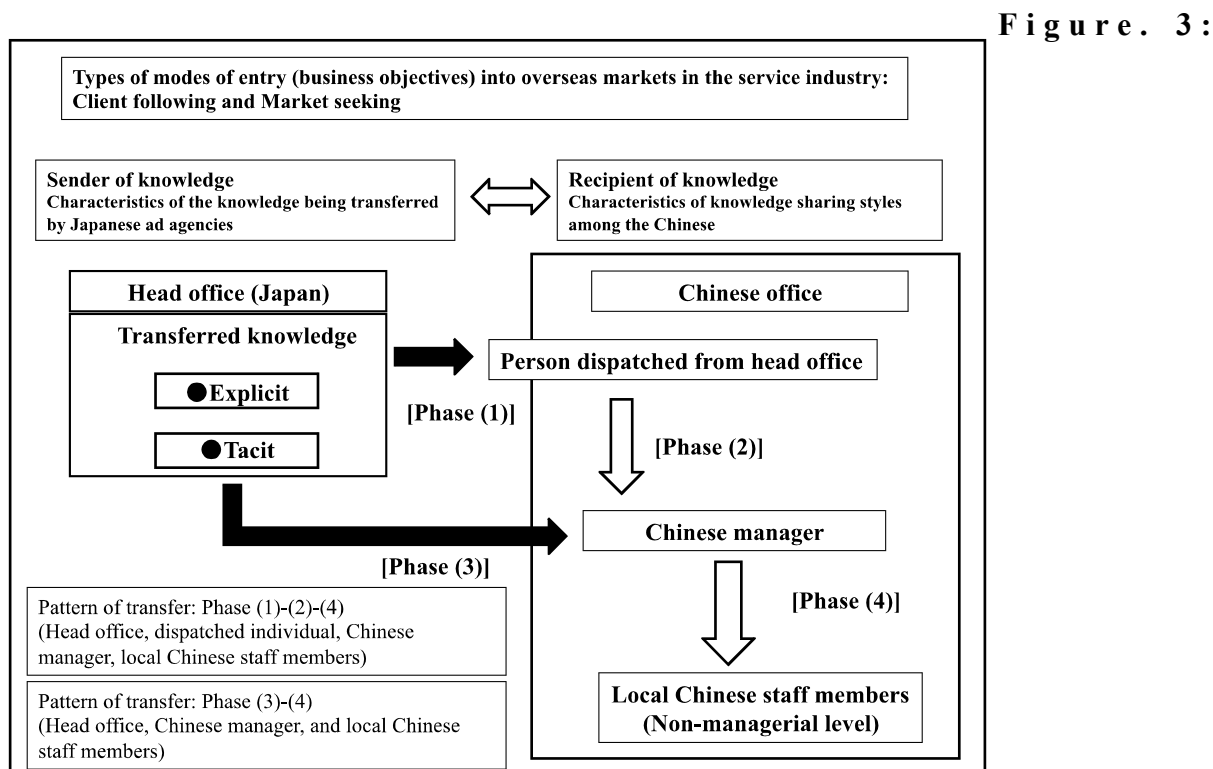 Figure. 3:
Types of modes of entry (business objectives) into overseas markets in the service industry:
Client following and Market seeking
Sender of knowledge
Characteristics of the knowledge being transferred
by Japanese ad agencies
Recipient of knowledge
Characteristics of knowledge sharing styles
among the Chinese
Head office (Japan)
Transferred knowledge
●Explicit
●Tacit
Chinese office
Person dispatched from head office
[Phase (1)]
[Phase (2)]
Chinese manager
[Phase (3)]
[Phase (4)]
Local Chinese staff members
(Non-managerial level)
Pattern of transfer: Phase (1)-(2)-(4)
(Head office, dispatched individual, Chinese
manager, local Chinese staff members)
Pattern of transfer: Phase (3)-(4)
(Head office, Chinese manager, and local Chinese
staff members)